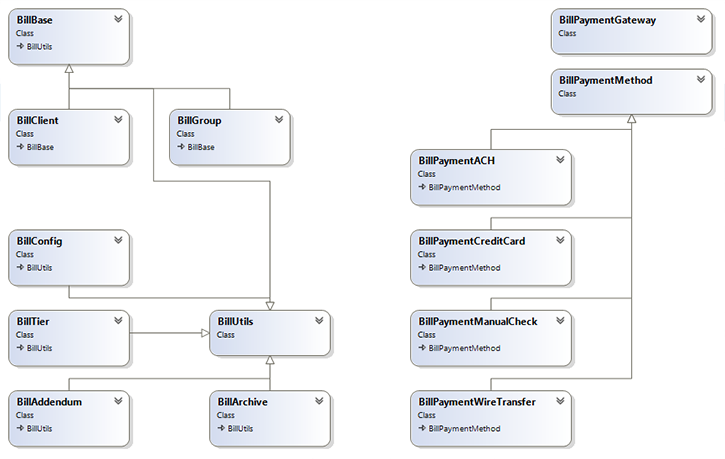 BillBase
Class
BillUtils
BillPaymentGateway
Class
BillPaymentMethod
Class
BillClient
Class
BillBase
BillGroup
Class
BillBase
BillPaymentACH
Class
BillPaymentMethod
BillConfig
Class
BillUtils
BillPaymentCreditCard
Class
BillPaymentMethod
BillTier
Class
BillUtils
BillUtils
Class
BillPaymentManualCheck
Class
BillPaymentMethod
BillAddendum
Class
BillUtils
BillArchive
Class
BillUtils
BillPaymentWireTransfer
Class
BillPaymentMethod